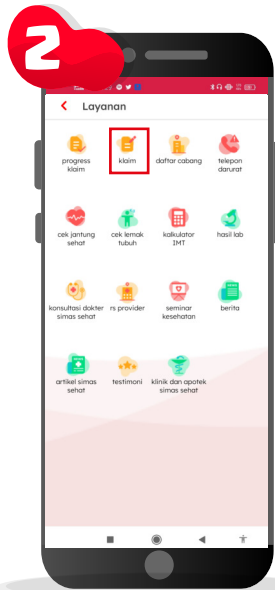 2
Layanan
progress klaim
klaim
daftar cabang
telepon darurat
cek jantung sehat
cek lemak tubuh
kalkulator IMT
hasil lab
konsultasi dokter simas sehat
rs provider
seminar kesehatan
berita
artikel simas sehat
testimoni
klinik dan apotek simas sehat